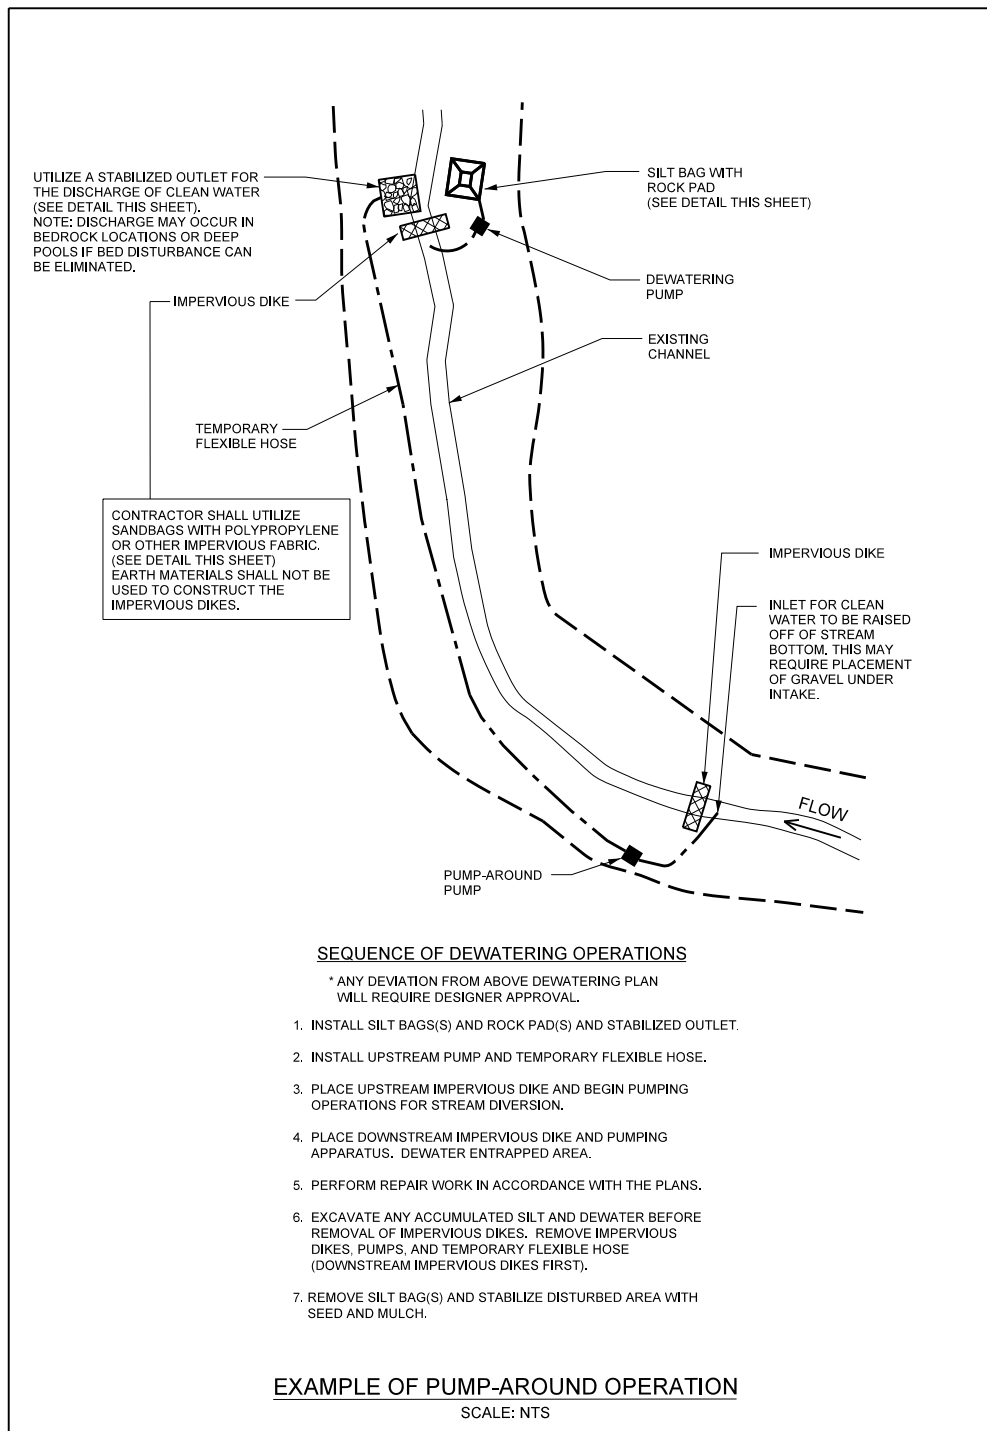 UTILIZE A STABILIZED OUTLET FOR
THE DISCHARGE OF CLEAN WATER
(SEE DETAIL THIS SHEET).
NOTE: DISCHARGE MAY OCCUR IN
BEDROCK LOCATIONS OR DEEP
POOLS IF BED DISTURBANCE CAN
BE ELIMINATED.
SILT BAG WITH
ROCK PAD
(SEE DETAIL THIS SHEET)
DEWATERING
PUMP
IMPERVIOUS DIKE
EXISTING
CHANNEL
TEMPORARY
FLEXIBLE HOSE
CONTRACTOR SHALL UTILIZE
SANDBAGS WITH POLYPROPYLENE
OR OTHER IMPERVIOUS FABRIC.
(SEE DETAIL THIS SHEET)
EARTH MATERIALS SHALL NOT BE
USED TO CONSTRUCT THE
IMPERVIOUS DIKES.
IMPERVIOUS DIKE
INLET FOR CLEAN
WATER TO BE RAISED
OFF OF STREAM
BOTTOM. THIS MAY
REQUIRE PLACEMENT
OF GRAVEL UNDER
INTAKE.
FLOW
PUMP-AROUND
PUMP
SEQUENCE OF DEWATERING OPERATIONS
* ANY DEVIATION FROM ABOVE DEWATERING PLAN
WILL REQUIRE DESIGNER APPROVAL.
1. INSTALL SILT BAGS(S) AND ROCK PAD(S) AND STABILIZED OUTLET.
2. INSTALL UPSTREAM PUMP AND TEMPORARY FLEXIBLE HOSE.
3. PLACE UPSTREAM IMPERVIOUS DIKE AND BEGIN PUMPING
OPERATIONS FOR STREAM DIVERSION.
4. PLACE DOWNSTREAM IMPERVIOUS DIKE AND PUMPING
APPARATUS. DEWATER ENTRAPPED AREA.
5. PERFORM REPAIR WORK IN ACCORDANCE WITH THE PLANS.
6. EXCAVATE ANY ACCUMULATED SILT AND DEWATER BEFORE
REMOVAL OF IMPERVIOUS DIKES. REMOVE IMPERVIOUS
DIKES, PUMPS, AND TEMPORARY FLEXIBLE HOSE
(DOWNSTREAM IMPERVIOUS DIKES FIRST).
7. REMOVE SILT BAG(S) AND STABILIZE DISTURBED AREA WITH
SEED AND MULCH.
EXAMPLE OF PUMP-AROUND OPERATION
SCALE: NTS